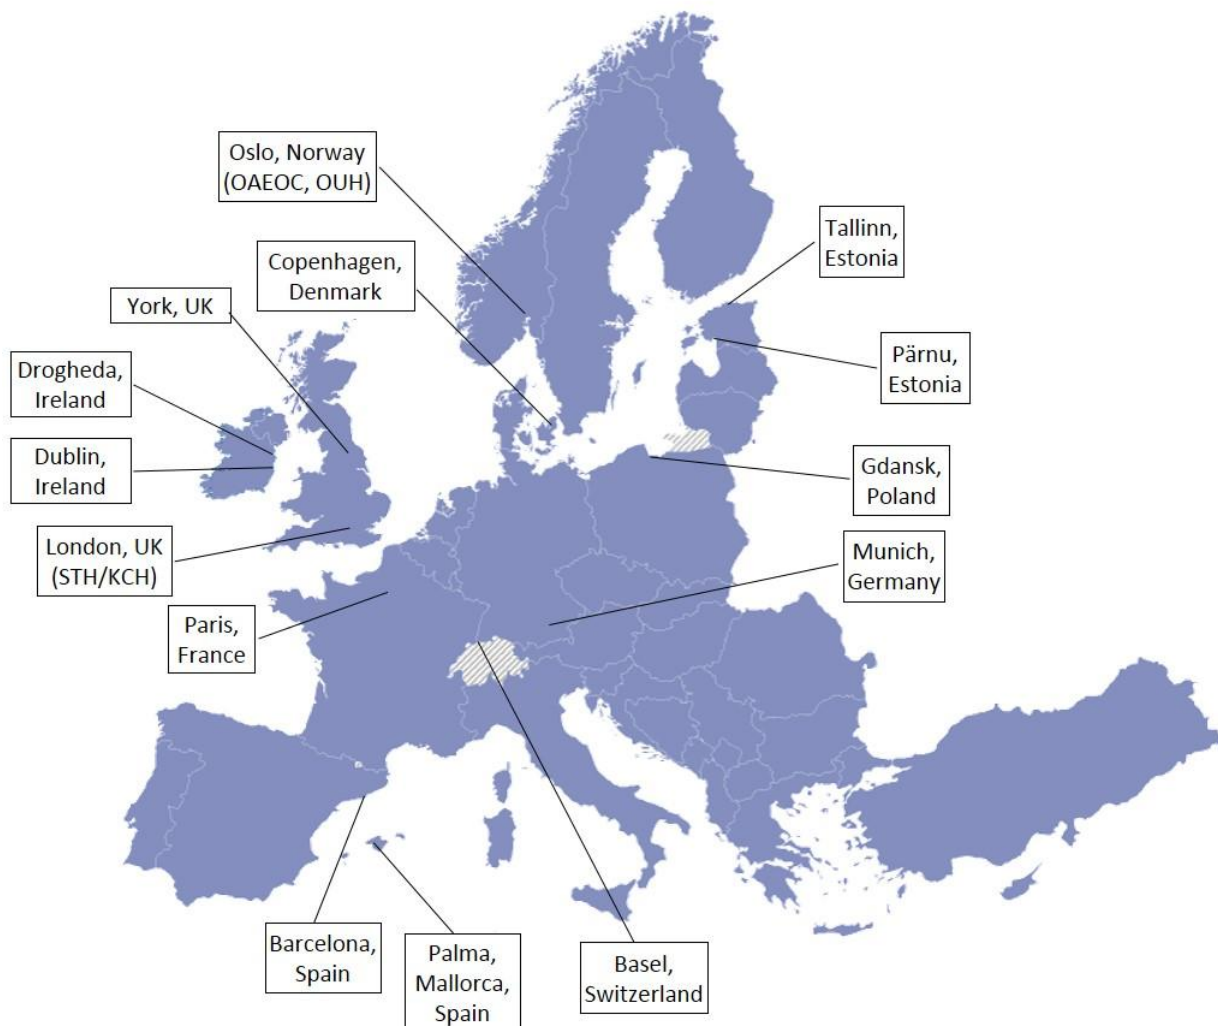 Oslo, Norway
(OAEOC, OUH)
Copenhagen,
Denmark
Tallinn,
Estonia
York, UK
Pärnu,
Estonia
Drogheda,
Ireland
Dublin,
Ireland
Gdansk,
Poland
London, UK
(STH/KCH)
Munich,
Germany
Paris,
France
Barcelona,
Spain
Palma,
Mallorca,
Spain
Basel,
Switzerland